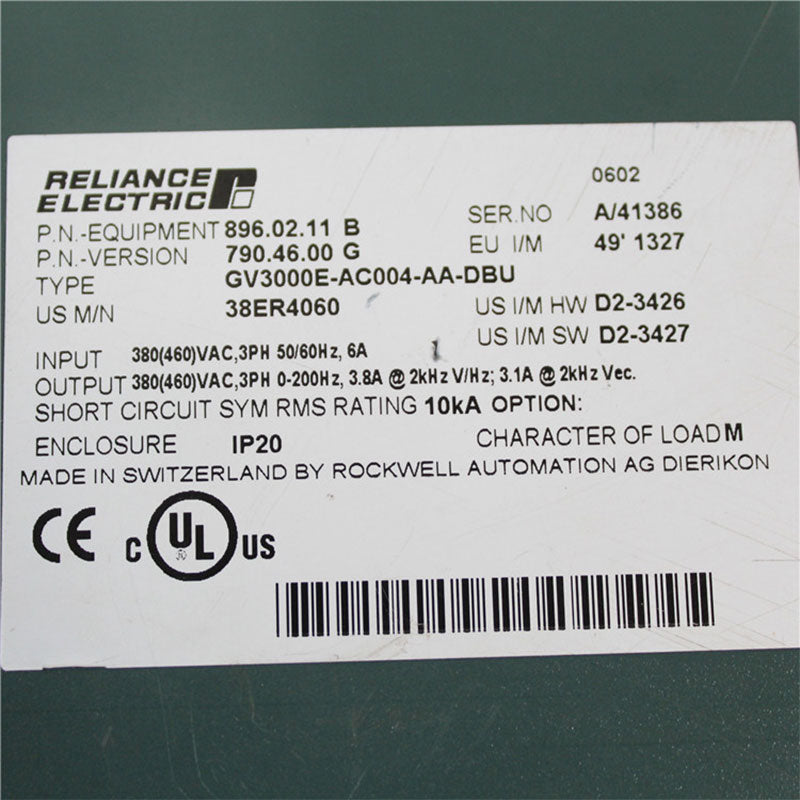 RELIANCE
ELECTRIC
0602
P.N.-EQUIPMENT 896.02.11 B
SER.NO A/41386
P.N.-VERSION 790.46.00 G
EU I/M 49' 1327
TYPE GV3000E-AC004-AA-DBU
US M/N 38ER4060
US I/M HW D2-3426
US I/M SW D2-3427
INPUT 380(460)VAC,3PH 50/60Hz, 6A
OUTPUT 380(460)VAC,3PH 0-200Hz, 3.8A @ 2kHz V/Hz; 3.1A @ 2kHz Vec.
SHORT CIRCUIT SYM RMS RATING 10kA OPTION:
ENCLOSURE IP20
CHARACTER OF LOAD M
MADE IN SWITZERLAND BY ROCKWELL AUTOMATION AG DIERIKON
CE C UL US